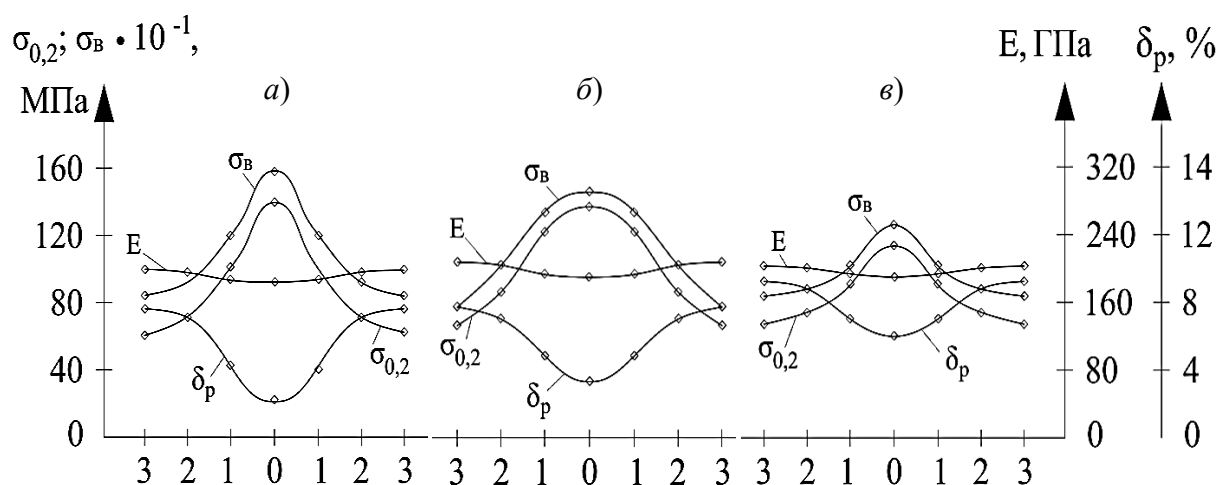 σ0,2; σв • 10 -1, МПа
E, ГПа
δр, %
а)
б)
в)
160
120
80
40
0
σв
E
δр
σ0,2
3 2 1 0 1 2 3
σв
E
σ0,2
δр
3 2 1 0 1 2 3
σв
E
σ0,2
δр
3 2 1 0 1 2 3
320
240
160
80
0
14
12
8
4
0